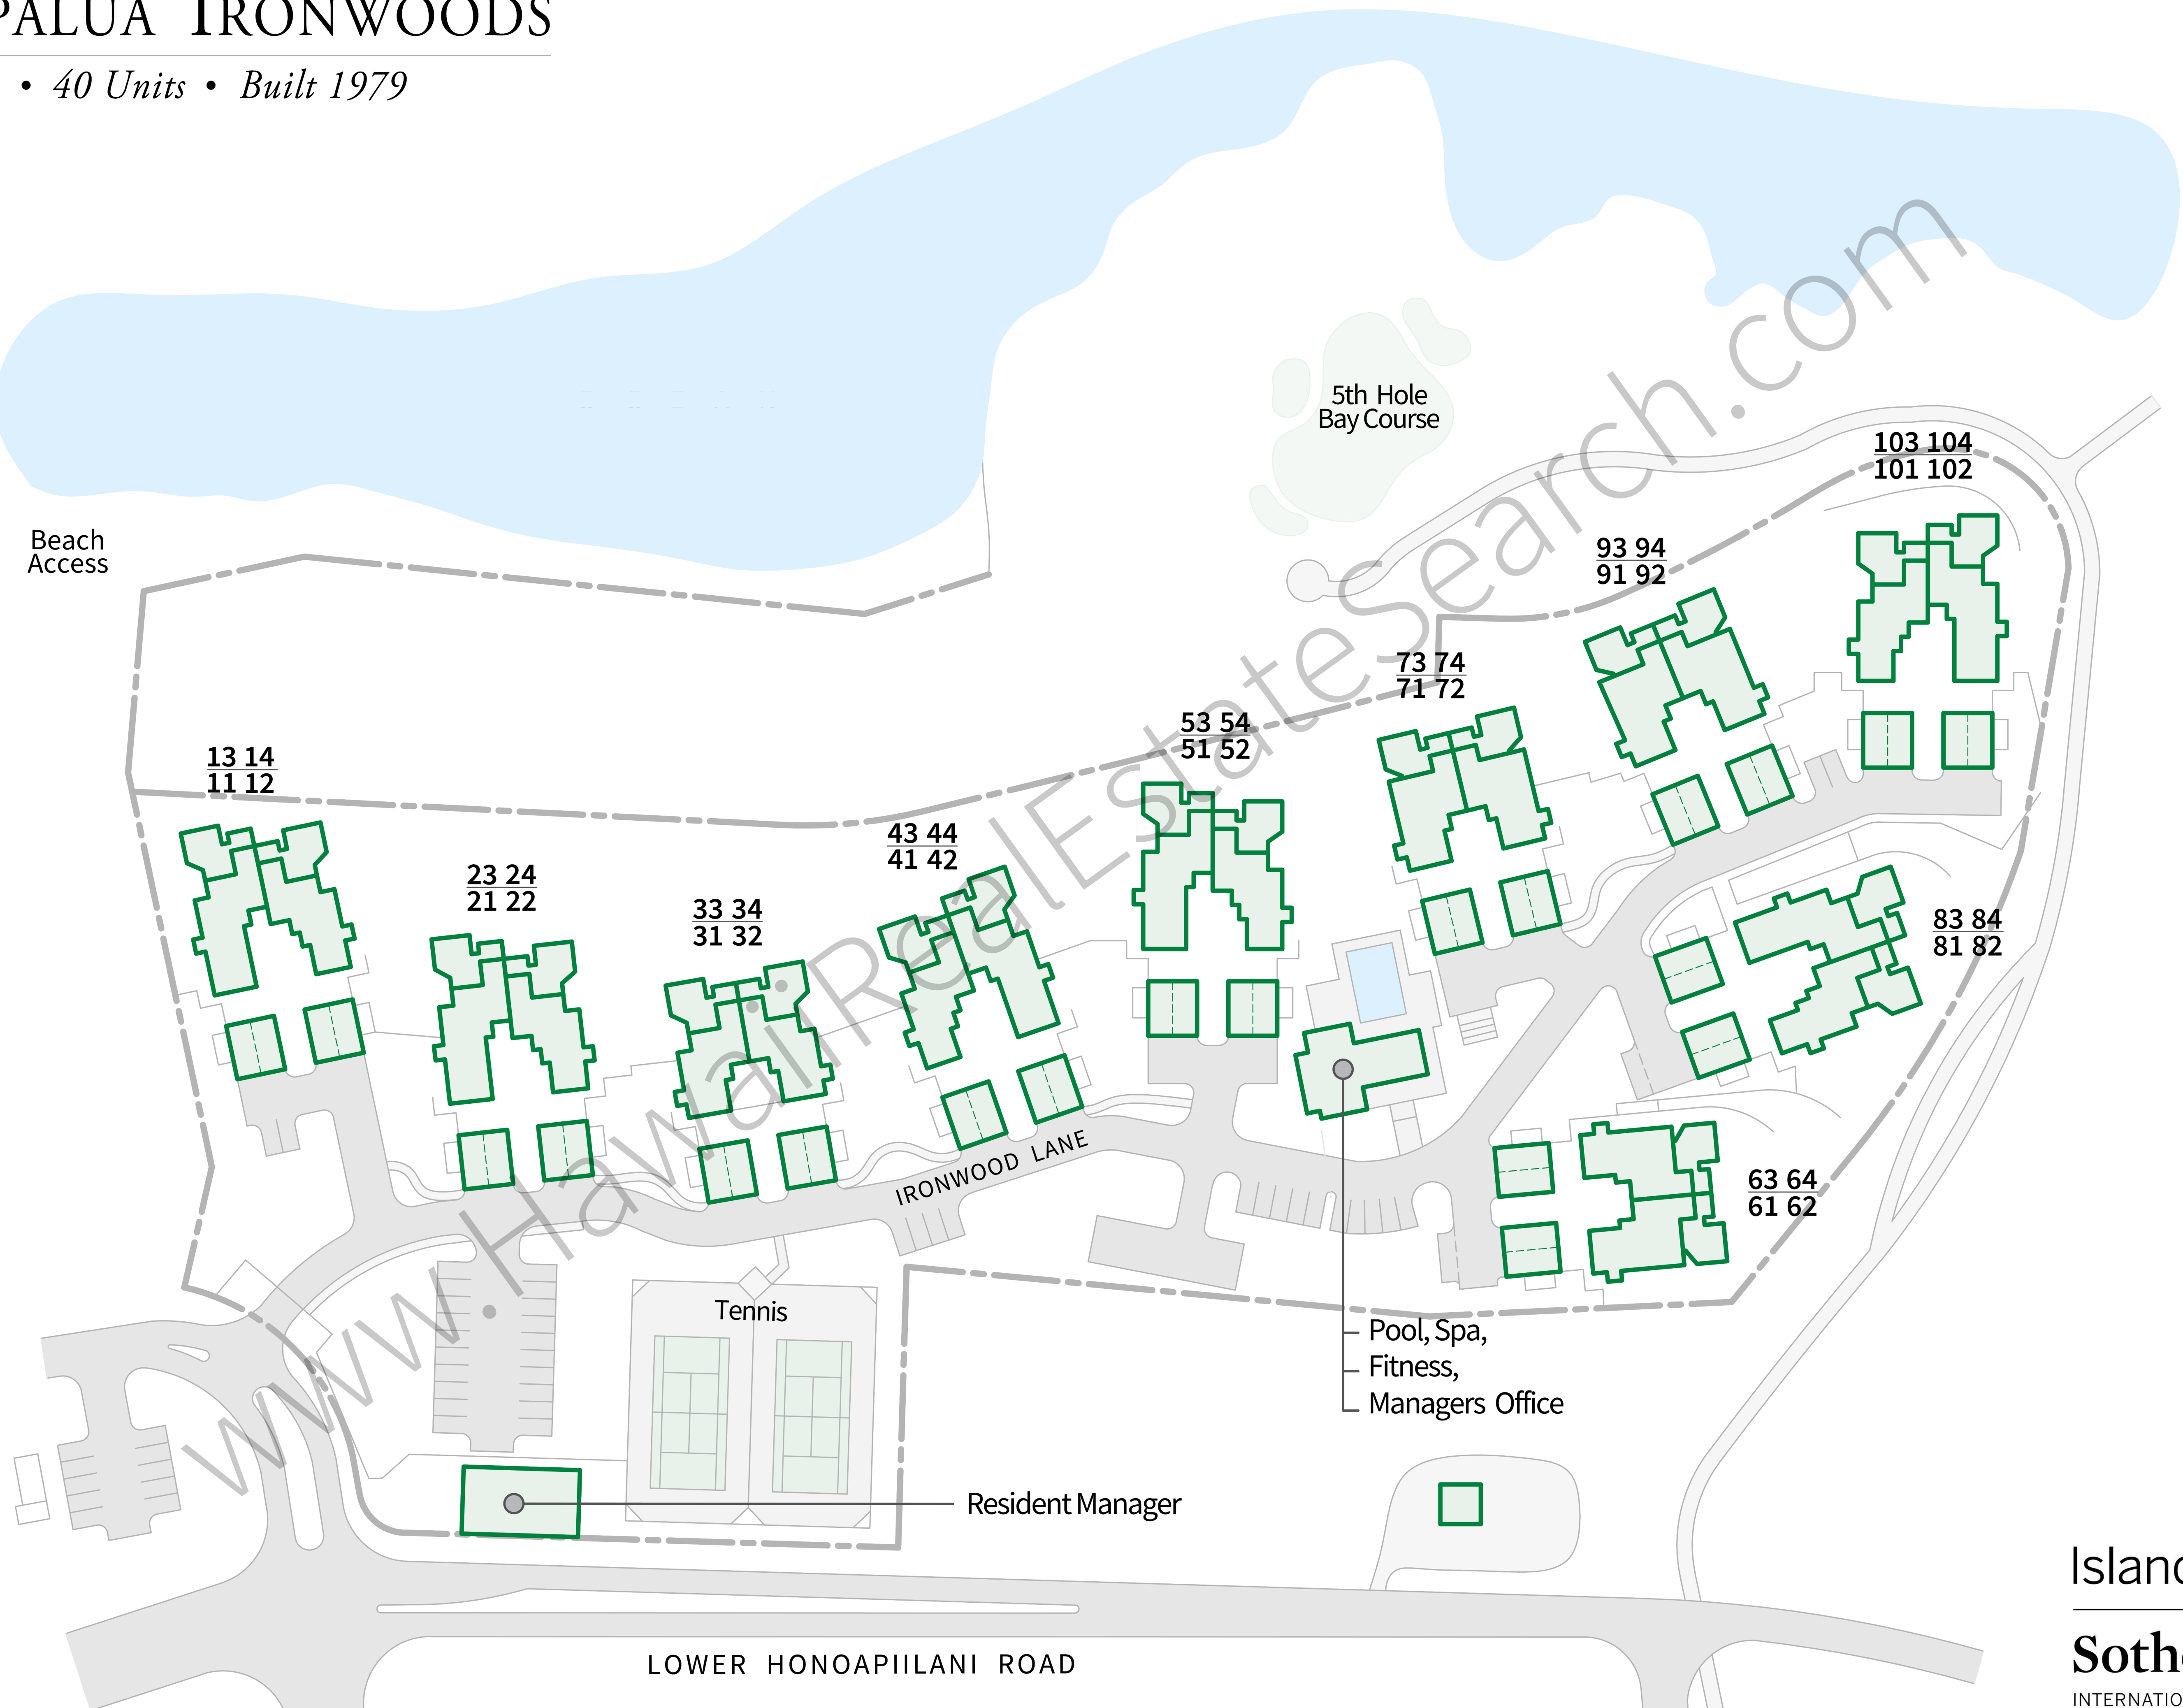 PALUA IRONWOODS
• 40 Units • Built 1979
5th Hole
Bay Course
103 104
101 102
Beach
Access
93 94
91 92
73 74
71 72
53 54
51 52
13 14
11 12
43 44
41 42
23 24
21 22
33 34
31 32
83 84
81 82
IRONWOOD LANE
63 64
61 62
Tennis
Pool, Spa,
Fitness,
Managers Office
Resident Manager
LOWER HONOAPIILANI ROAD
Island
Sothe
INTERNATIO
www.HawaiiRealEstateSearch.com